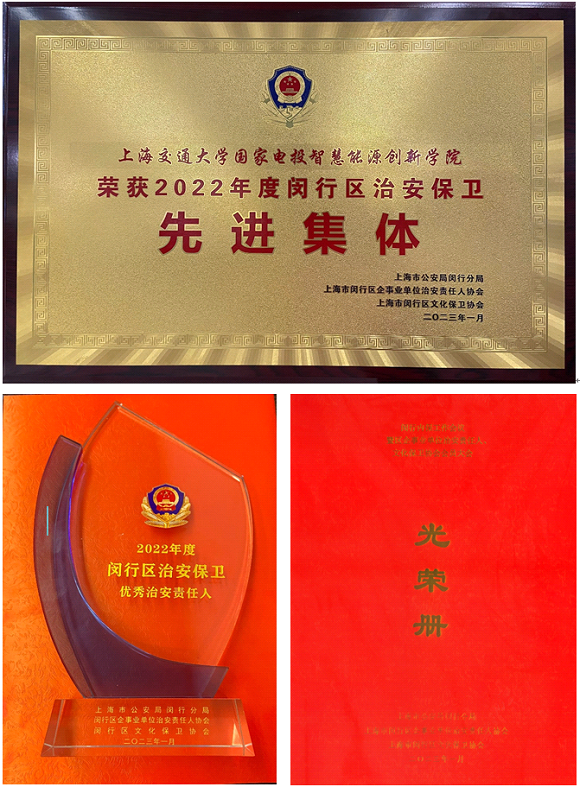 上海交通大学国家电投智慧能源创新学院
荣获2022年度闵行区治安保卫
先进集体
上海市公安局闵行分局
上海市闵行区企事业单位治安责任人协会
上海市闵行区文化保卫协会
二〇二三年一月
2022年度
闵行区治安保卫
优秀治安责任人
上海市公安局闵行分局
闵行区企事业单位治安责任人协会
闵行区文化保卫协会
二〇二三年一月
光
荣
册